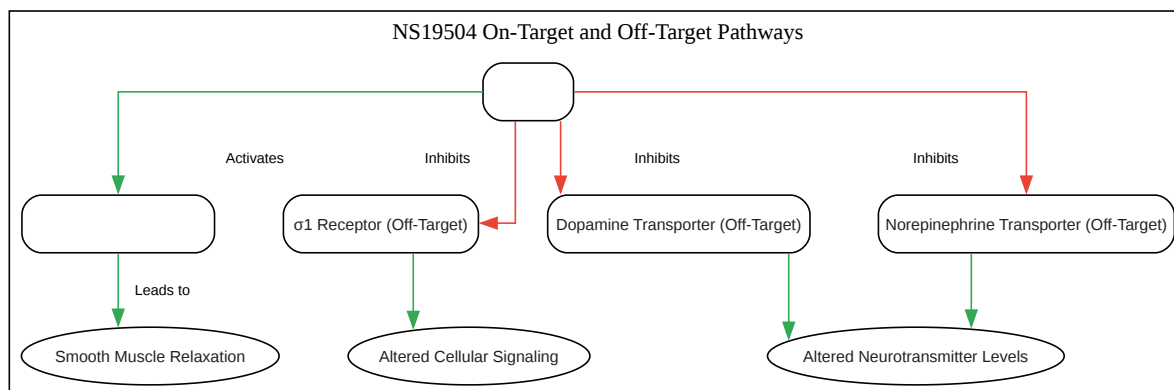 NS19504 On-Target and Off-Target Pathways
Activates
Inhibits
Inhibits
Inhibits
σ1 Receptor (Off-Target)
Dopamine Transporter (Off-Target)
Norepinephrine Transporter (Off-Target)
Leads to
Smooth Muscle Relaxation
Altered Cellular Signaling
Altered Neurotransmitter Levels